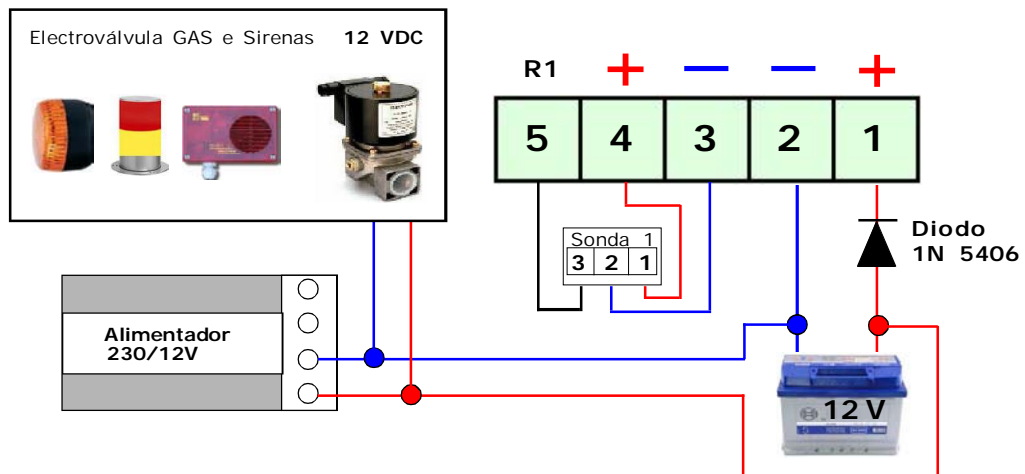 Electroválvula GAS e Sirenas 12 VDC
R1 + — — +
5 4 3 2 1
Sonda 1
3 2 1
Diodo
1N 5406
Alimentador
230/12V
12 V